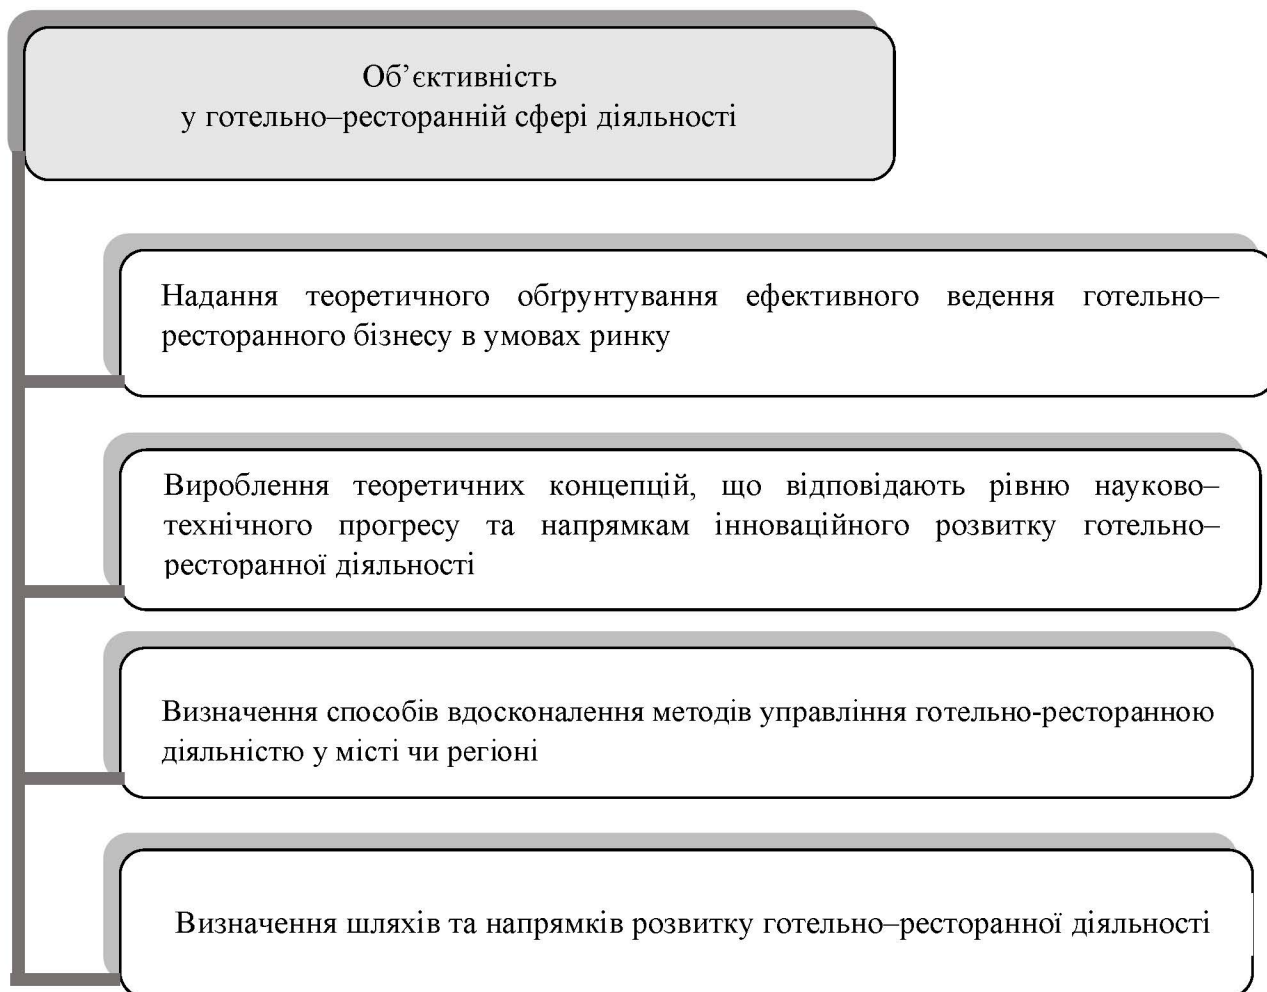 Об’єктивність
у готельно–ресторанній сфері діяльності
Надання теоретичного обґрунтування ефективного ведення готельно–
ресторанного бізнесу в умовах ринку
Вироблення теоретичних концепцій, що відповідають рівню науково–
технічного прогресу та напрямкам інноваційного розвитку готельно–
ресторанної діяльності
Визначення способів вдосконалення методів управління готельно-ресторанною
діяльністю у місті чи регіоні
Визначення шляхів та напрямків розвитку готельно–ресторанної діяльності